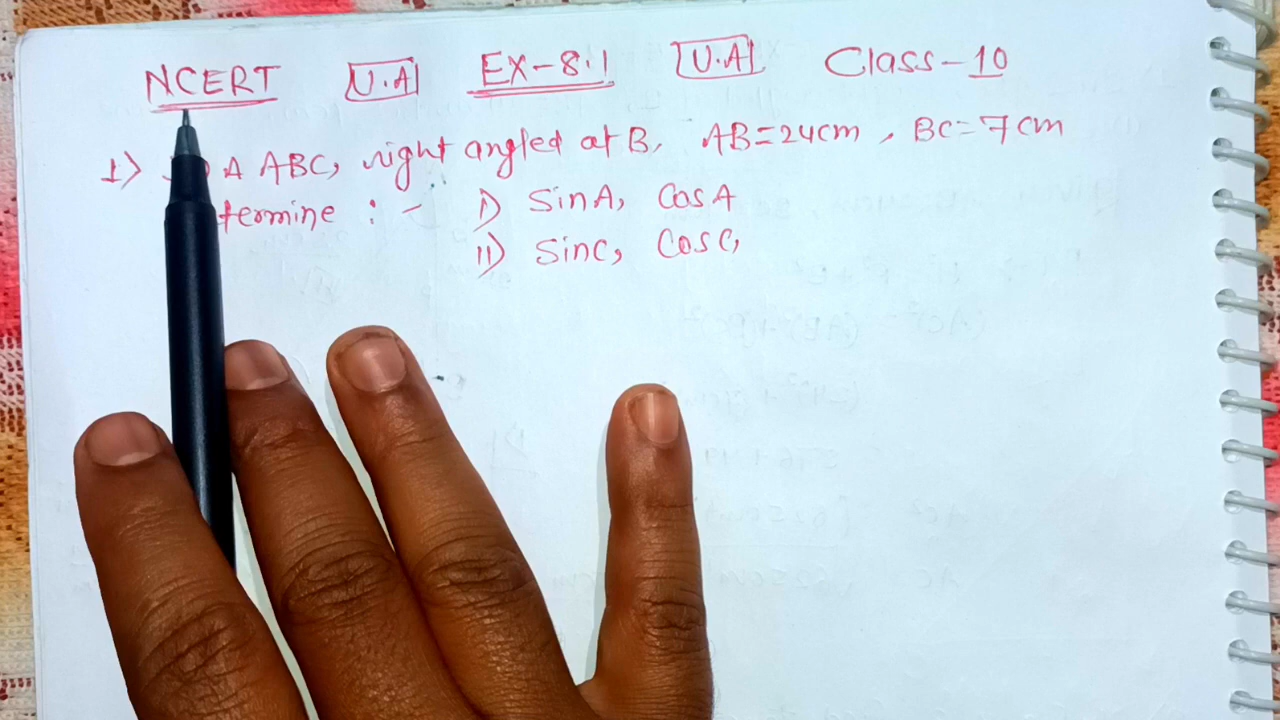 NCERT U.A EX-8.1 U.A Class-10
1) A ABC, right angled at B, AB=24cm, BC=7cm
termine :- i) SinA, CosA
ii) SinC, CosC,